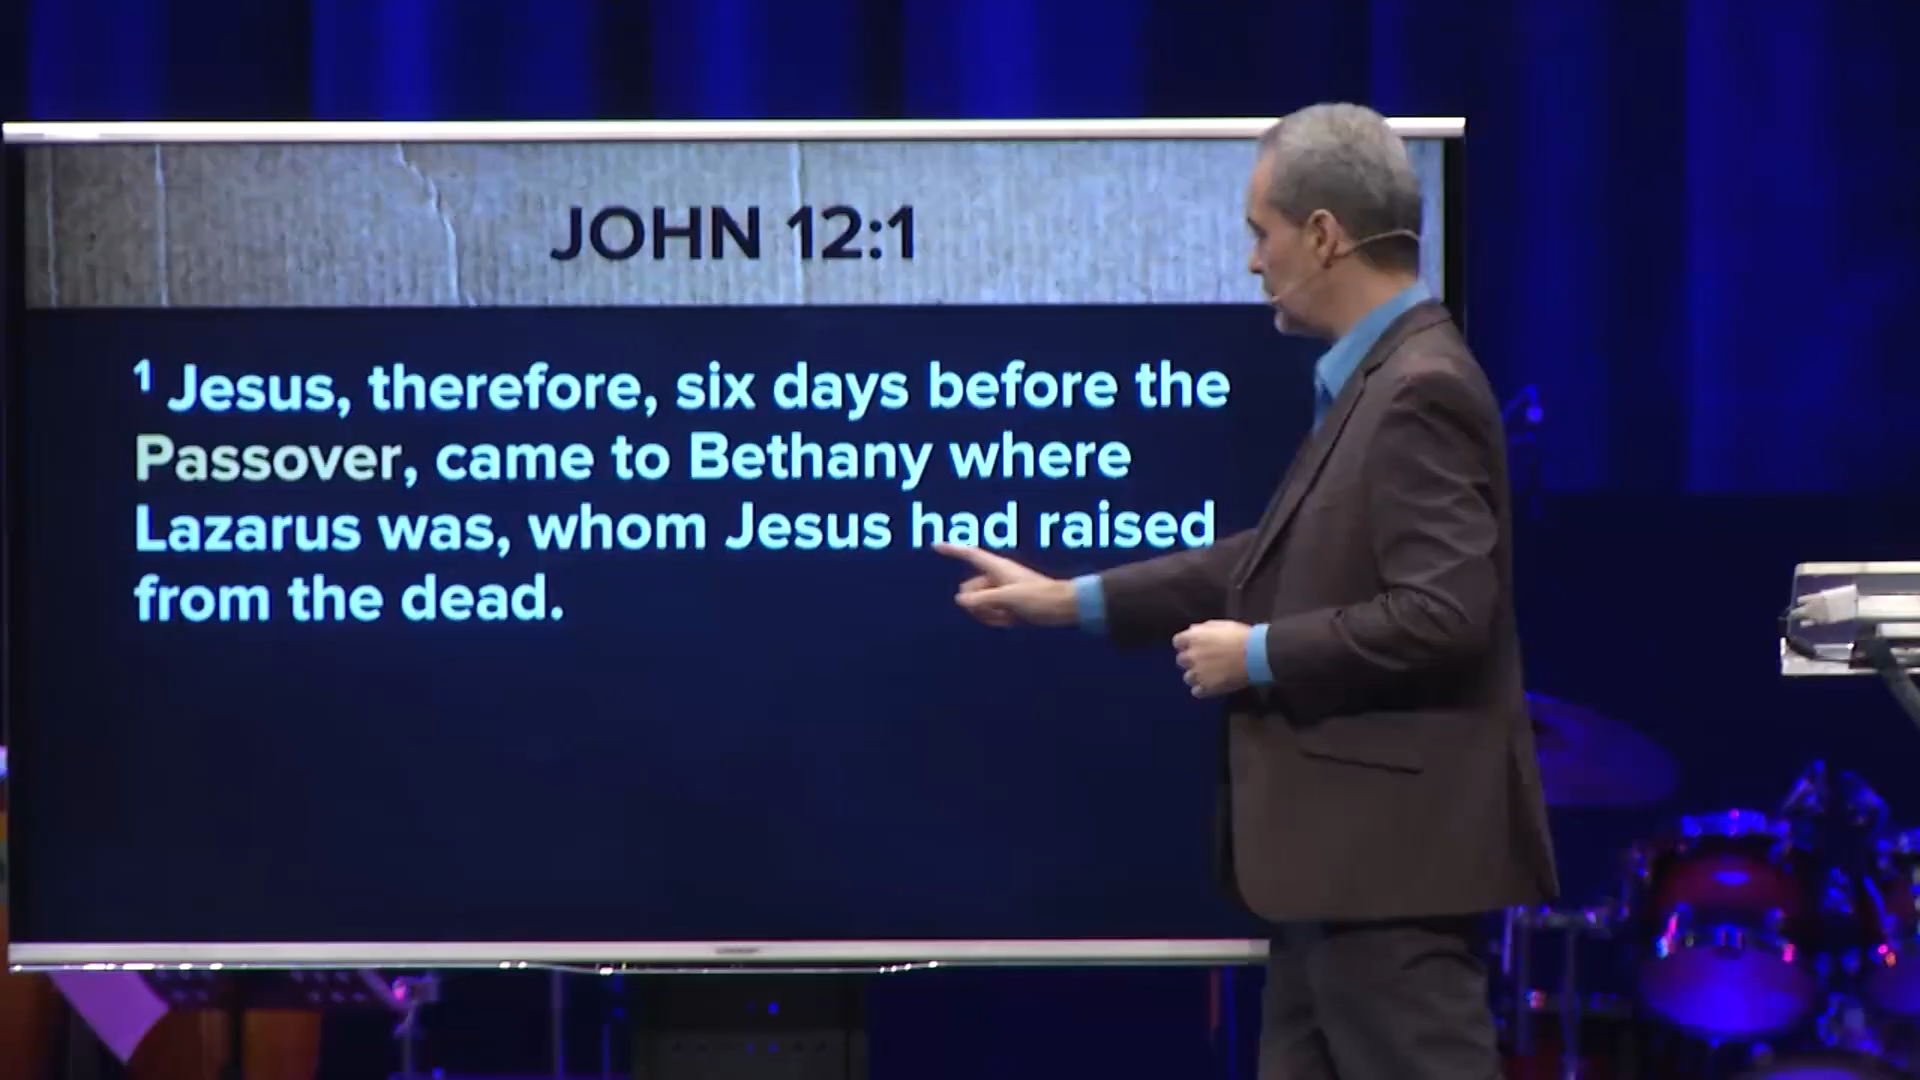 JOHN 12:1
¹ Jesus, therefore, six days before the
Passover, came to Bethany where
Lazarus was, whom Jesus had raised
from the dead.